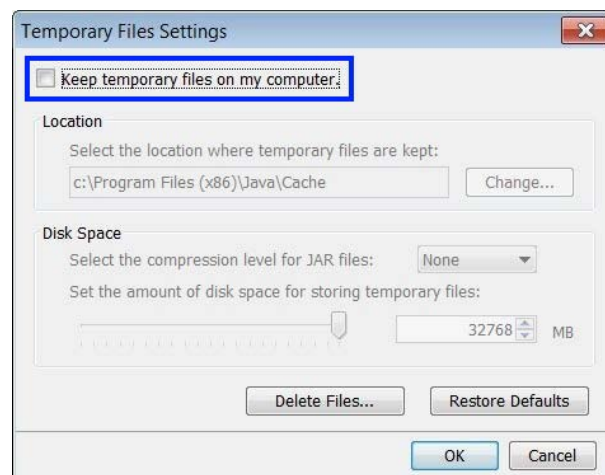 Temporary Files Settings
Keep temporary files on my computer.
Location
Select the location where temporary files are kept:
c:\Program Files (x86)\Java\Cache
Change...
Disk Space
Select the compression level for JAR files:
None
Set the amount of disk space for storing temporary files:
32768 MB
Delete Files...
Restore Defaults
OK
Cancel